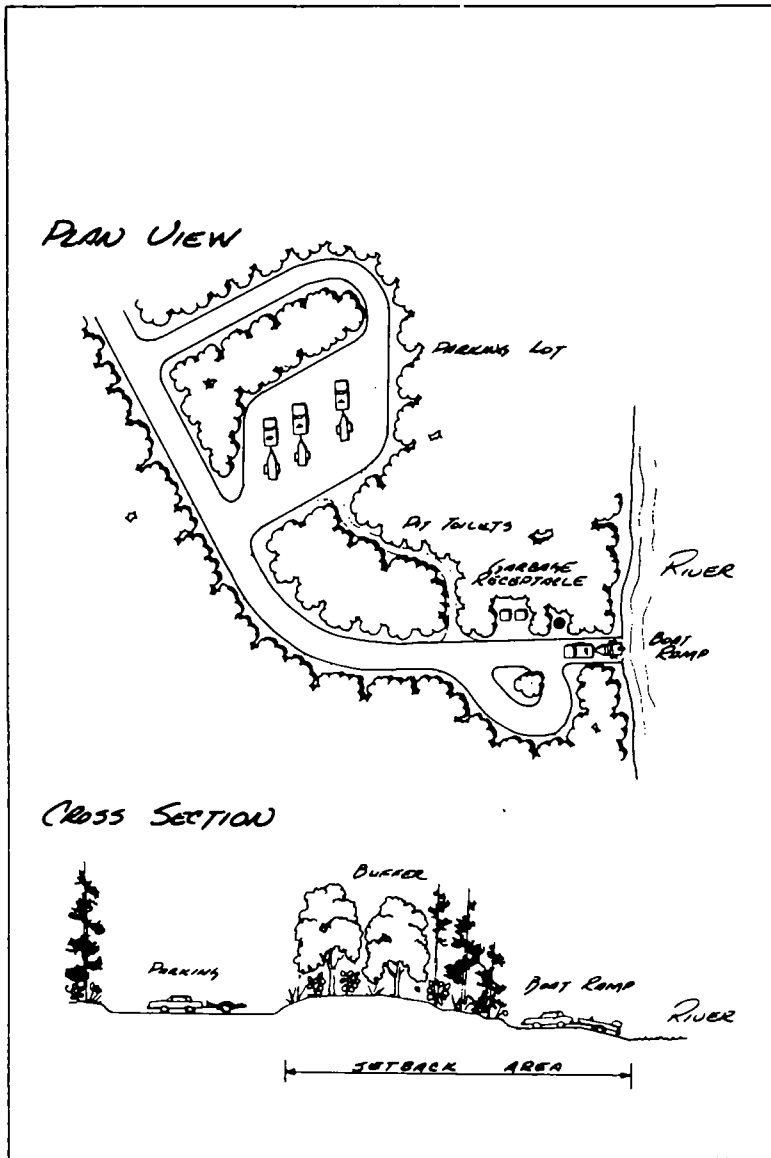 PLAN VIEW
PARKING LOT
PIT TOILETS
GARBAGE
RECEPTACLE
RIVER
BOAT
RAMP
CROSS SECTION
BUFFER
PARKING
BOAT RAMP
RIVER
SETBACK AREA